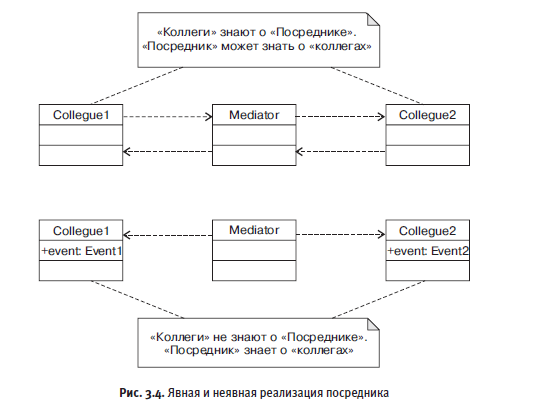 «Коллеги» знают о «Посреднике».
«Посредник» может знать о «коллегах»
Collegue1
Mediator
Collegue2
Collegue1
Mediator
Collegue2
+event: Event1
+event: Event2
«Коллеги» не знают о «Посреднике».
«Посредник» знает о «коллегах»
Рис. 3.4. Явная и неявная реализация посредника